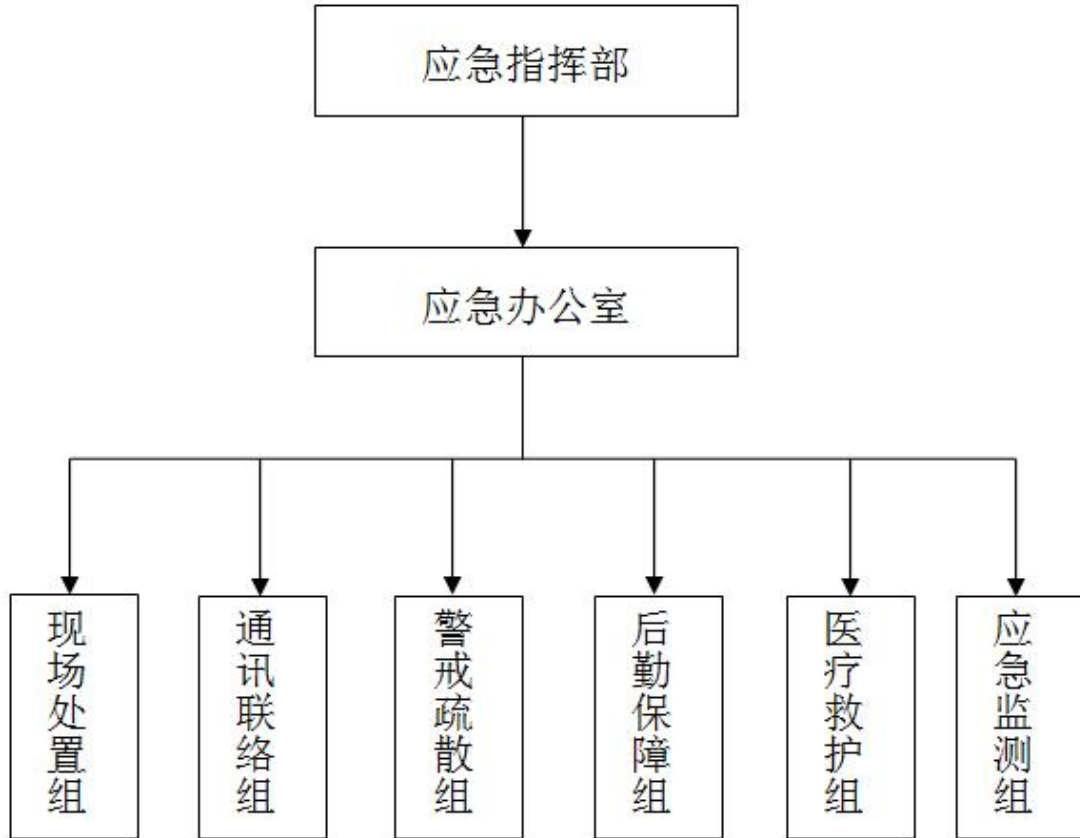 应急指挥部
应急办公室
现场处置组
通讯联络组
警戒疏散组
后勤保障组
医疗救护组
应急监测组